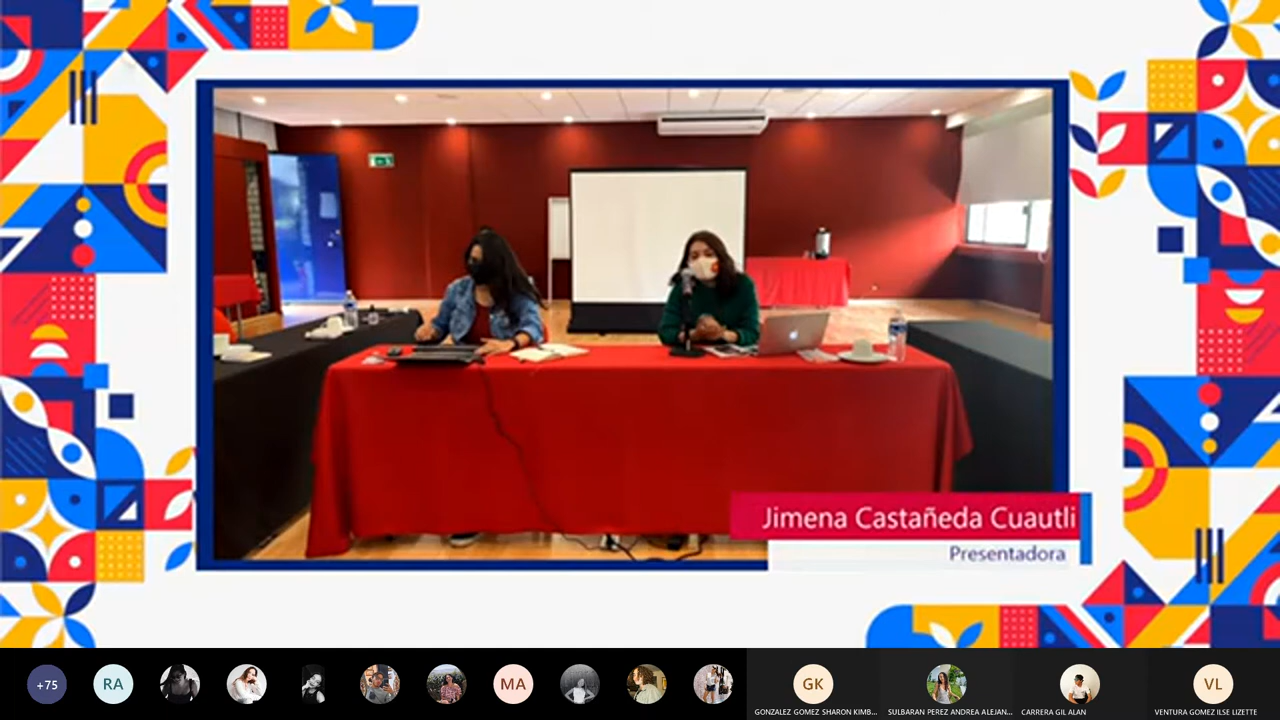 Jimena Castañeda Cuautli
Presentadora
+75
RA
MA
GK
VL
GONZALEZ GOMEZ SHARON KIMB...
SULBARAN PEREZ ANDREA ALEJAN...
CARRERA GIL ALAN
VENTURA GOMEZ ILSE LIZETTE